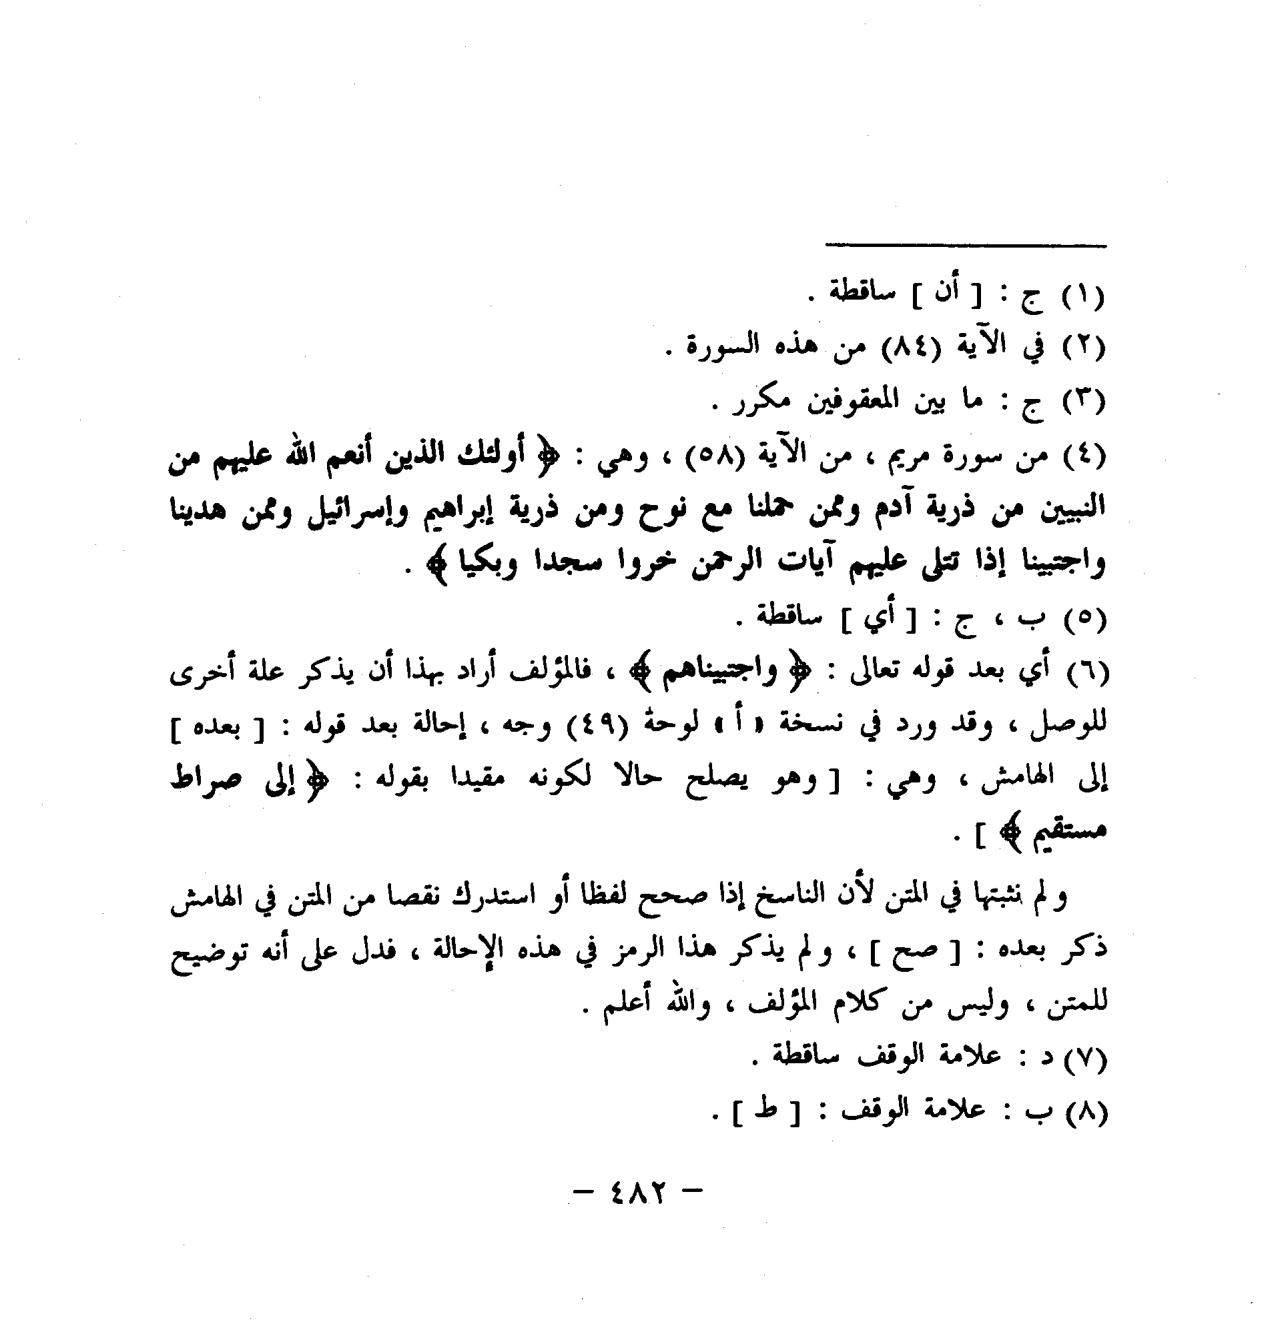 (١) ج : [ أن ] ساقطة .
(٢) في الآية (٨٤) من هذه السورة .
(٣) ج : ما بين المعقوفين مكرر .
(٤) من سورة مريم ، من الآية (٥٨) ، وهي : ﴿ أولئك الذين أنعم الله عليهم من
النبيين من ذرية آدم وممن حملنا مع نوح ومن ذرية إبراهيم وإسرائيل وممن هدينا
واجتبينا إذا تتلى عليهم آيات الرحمن خروا سجدا وبكيا ﴾ .
(٥) ب ، ج : [ أي ] ساقطة .
(٦) أي بعد قوله تعالى : ﴿ واجتبيناهم ﴾ ، فالمؤلف أراد بهذا أن يذكر علة أخرى
للوصل ، وقد ورد في نسخة « أ » لوحة (٤٩) وجه ، إحالة بعد قوله : [ بعده ]
إلى الهامش ، وهي : [ وهو يصلح حالا لكونه مقيدا بقوله : ﴿ إلى صراط
مستقيم ﴾ ] .
ولم نثبتها في المتن لأن الناسخ إذا صحح لفظا أو استدرك نقصا من المتن في الهامش
ذكر بعده : [ صح ] ، ولم يذكر هذا الرمز في هذه الإحالة ، فدل على أنه توضيح
للمتن ، وليس من كلام المؤلف ، والله أعلم .
(٧) د : علامة الوقف ساقطة .
(٨) ب : علامة الوقف : [ ط ] .
– ٤٨٢ –